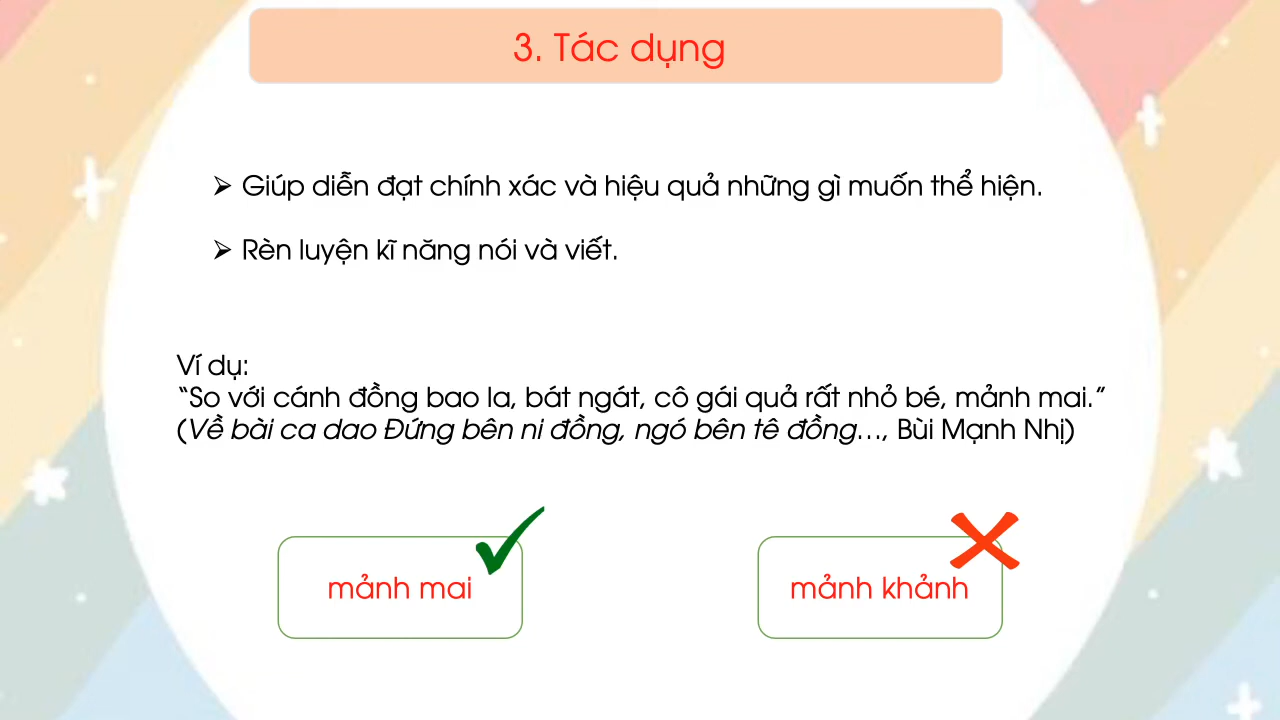 3. Tác dụng
➢ Giúp diễn đạt chính xác và hiệu quả những gì muốn thể hiện.
➢ Rèn luyện kĩ năng nói và viết.
Ví dụ:
“So với cánh đồng bao la, bát ngát, cô gái quả rất nhỏ bé, mảnh mai.”
(Về bài ca dao Đứng bên ni đồng, ngó bên tê đồng…, Bùi Mạnh Nhị)
mảnh mai
mảnh khảnh